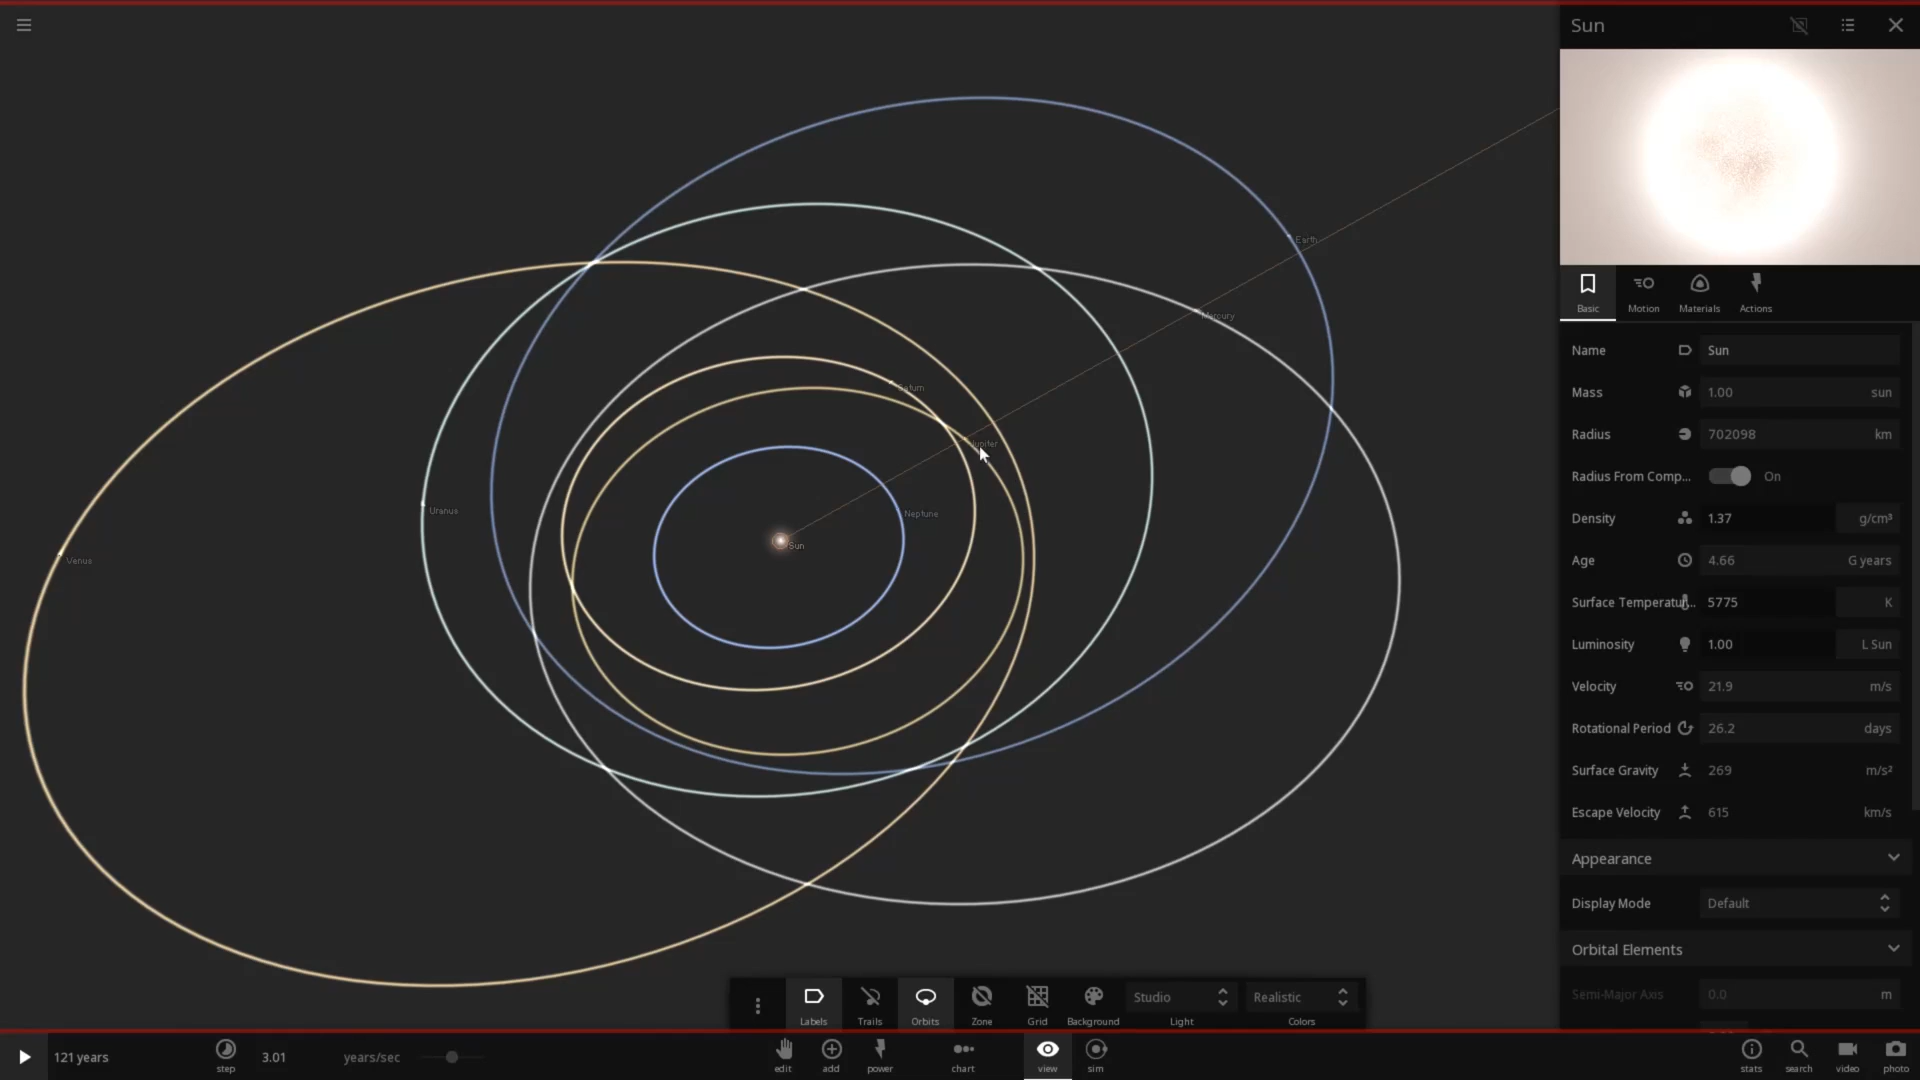 Sun
Earth
Mercury
Saturn
Jupiter
Uranus
Neptune
Sun
Venus
Basic
Motion
Materials
Actions
Name Sun
Mass 1.00 sun
Radius 702098 km
Radius From Comp... On
Density 1.37 g/cm³
Age 4.66 G years
Surface Temperatur... 5775 K
Luminosity 1.00 L Sun
Velocity 21.9 m/s
Rotational Period 26.2 days
Surface Gravity 269 m/s²
Escape Velocity 615 km/s
Appearance
Display Mode Default
Orbital Elements
Semi-Major Axis 0.0 m
Labels
Trails
Orbits
Zone
Grid
Background
Studio
Light
Realistic
Colors
121 years
step
3.01 years/sec
edit
add
power
chart
view
sim
stats
search
video
photo